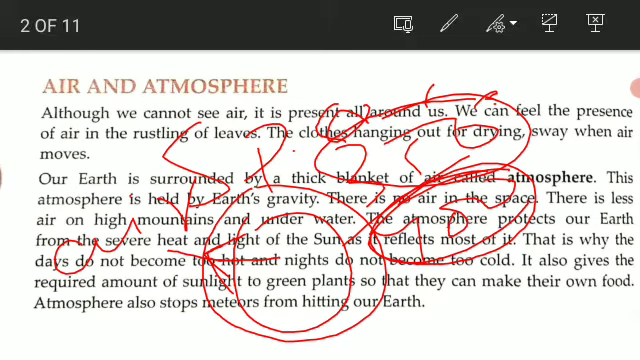 2 OF 11
AIR AND ATMOSPHERE
Although we cannot see air, it is present all around us. We can feel the presence
of air in the rustling of leaves. The clothes hanging out for drying, sway when air
moves.
Our Earth is surrounded by a thick blanket of air called atmosphere. This
atmosphere is held by Earth's gravity. There is no air in the space. There is less
air on high mountains and under water. The atmosphere protects our Earth
from the severe heat and light of the Sun as it reflects most of it. That is why the
days do not become too hot and nights do not become too cold. It also gives the
required amount of sunlight to green plants so that they can make their own food.
Atmosphere also stops meteors from hitting our Earth.